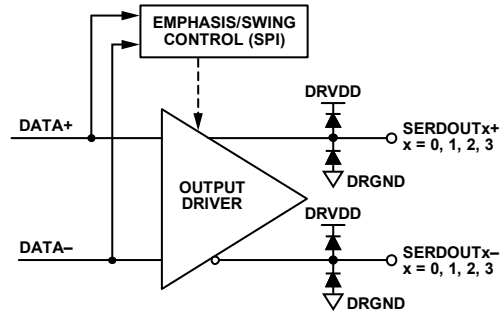 EMPHASIS/SWING
CONTROL (SPI)
DRVDD
DATA+
SERDOUTx+
x = 0, 1, 2, 3
DRGND
OUTPUT
DRIVER
DRVDD
DATA–
SERDOUTx–
x = 0, 1, 2, 3
DRGND